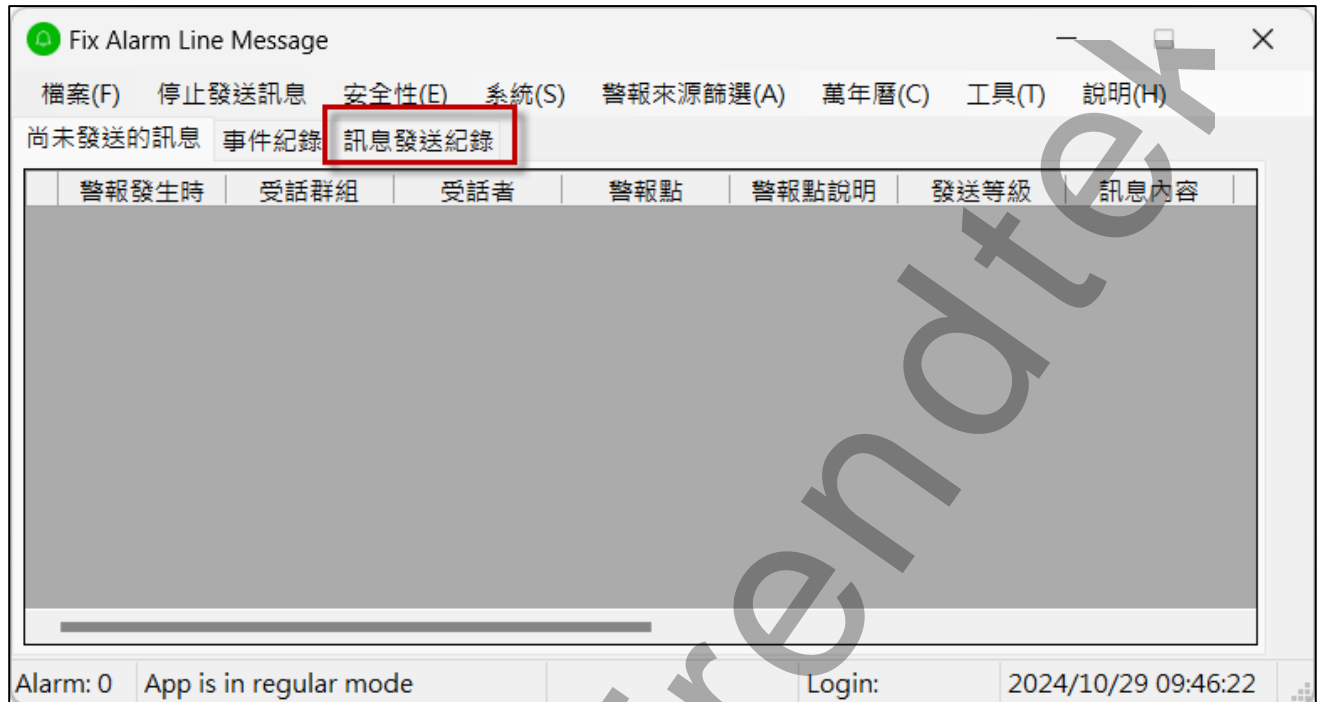 Fix Alarm Line Message
檔案(F) 停止發送訊息 安全性(E) 系統(S) 警報來源篩選(A) 萬年曆(C) 工具(T) 說明(H)
尚未發送的訊息 事件紀錄 訊息發送紀錄
警報發生時 受話群組 受話者 警報點 警報點說明 發送等級 訊息內容
Alarm: 0 App is in regular mode Login: 2024/10/29 09:46:22
rendtek